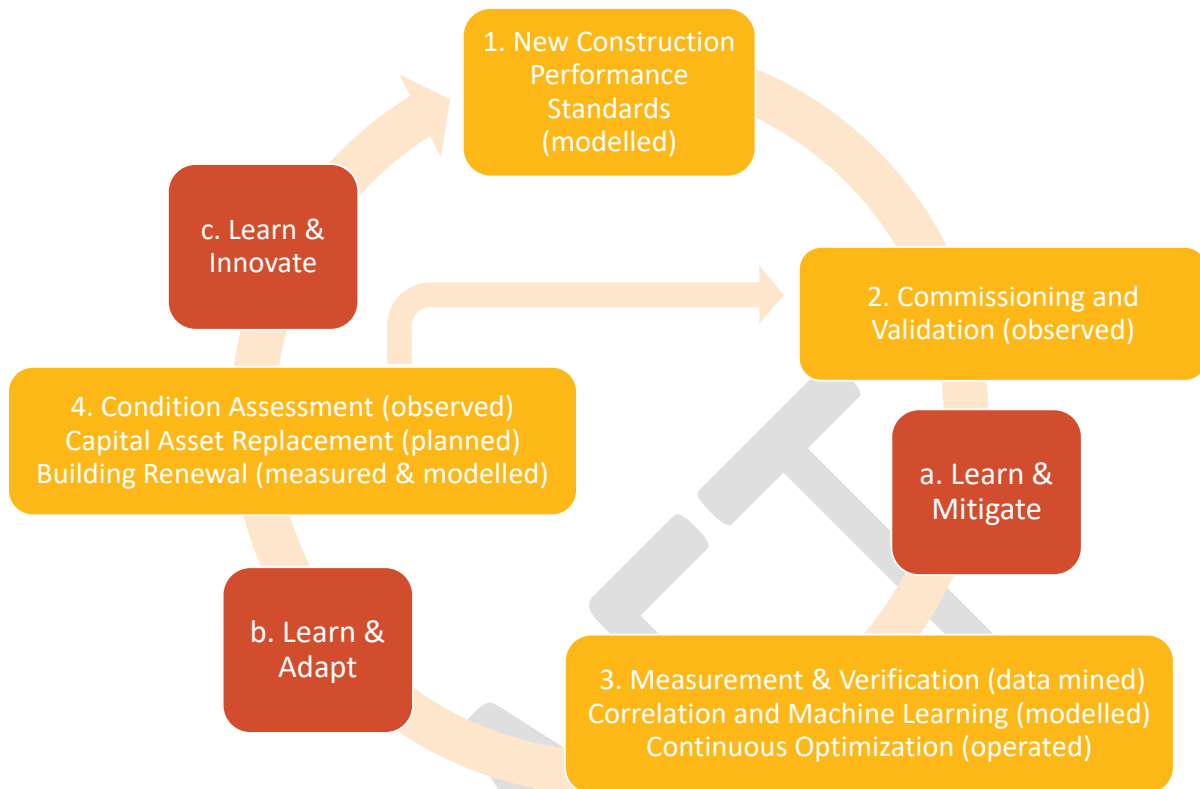 1. New Construction
Performance
Standards
(modelled)
c. Learn &
Innovate
2. Commissioning and
Validation (observed)
4. Condition Assessment (observed)
Capital Asset Replacement (planned)
Building Renewal (measured & modelled)
a. Learn &
Mitigate
b. Learn &
Adapt
3. Measurement & Verification (data mined)
Correlation and Machine Learning (modelled)
Continuous Optimization (operated)